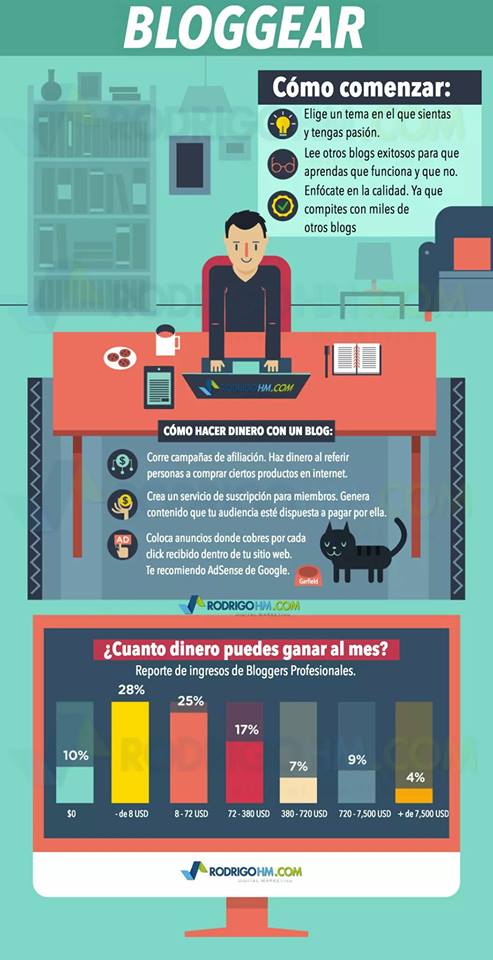 BLOGGEAR
Cómo comenzar:
Elige un tema en el que sientas
y tengas pasión.
Lee otros blogs exitosos para que
aprendas que funciona y que no.
Enfócate en la calidad. Ya que
compites con miles de
otros blogs
RODRIGOHM.COM
CÓMO HACER DINERO CON UN BLOG:
Corre campañas de afiliación. Haz dinero al referir
personas a comprar ciertos productos en internet.
Crea un servicio de suscripción para miembros. Genera
contenido que tu audiencia esté dispuesta a pagar por ella.
AD
Coloca anuncios donde cobres por cada
click recibido dentro de tu sitio web.
Te recomiendo AdSense de Google.
Garfield
RODRIGOHM.COM
DIGITAL MARKETING
¿Cuanto dinero puedes ganar al mes?
Reporte de ingresos de Bloggers Profesionales.
10% 28% 25% 17% 7% 9% 4%
$0 - de 8 USD 8 - 72 USD 72 - 380 USD 380 - 720 USD 720 - 7,500 USD + de 7,500 USD
RODRIGOHM.COM
DIGITAL MARKETING